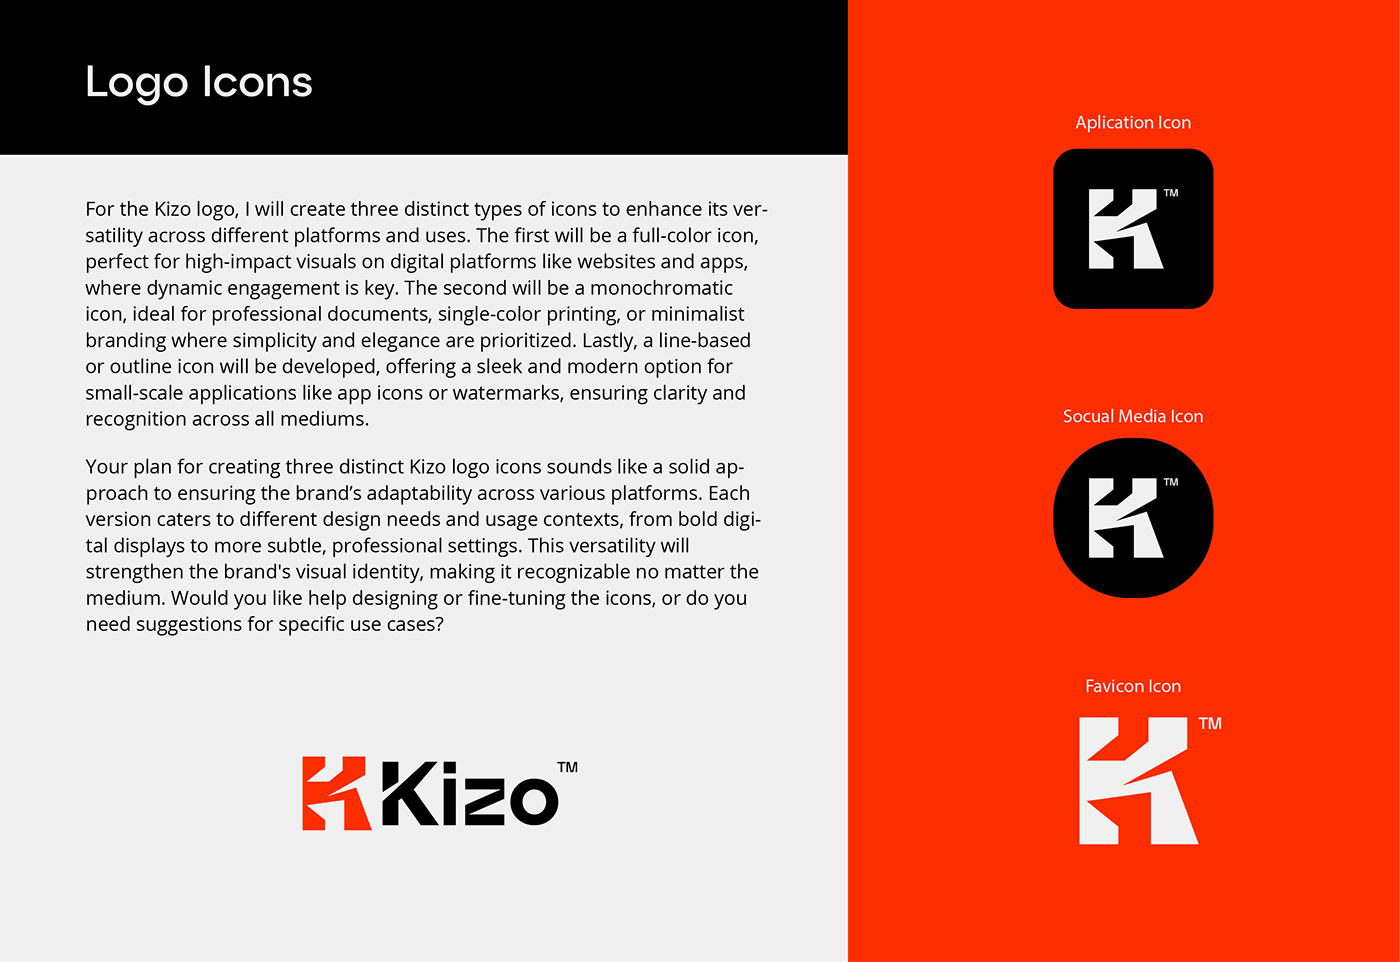 Logo Icons
For the Kizo logo, I will create three distinct types of icons to enhance its ver-
satility across different platforms and uses. The first will be a full-color icon,
perfect for high-impact visuals on digital platforms like websites and apps,
where dynamic engagement is key. The second will be a monochromatic
icon, ideal for professional documents, single-color printing, or minimalist
branding where simplicity and elegance are prioritized. Lastly, a line-based
or outline icon will be developed, offering a sleek and modern option for
small-scale applications like app icons or watermarks, ensuring clarity and
recognition across all mediums.
Your plan for creating three distinct Kizo logo icons sounds like a solid ap-
proach to ensuring the brand’s adaptability across various platforms. Each
version caters to different design needs and usage contexts, from bold digi-
tal displays to more subtle, professional settings. This versatility will
strengthen the brand's visual identity, making it recognizable no matter the
medium. Would you like help designing or fine-tuning the icons, or do you
need suggestions for specific use cases?
K Kizo™
Aplication Icon
K™
Socual Media Icon
K™
Favicon Icon
K™